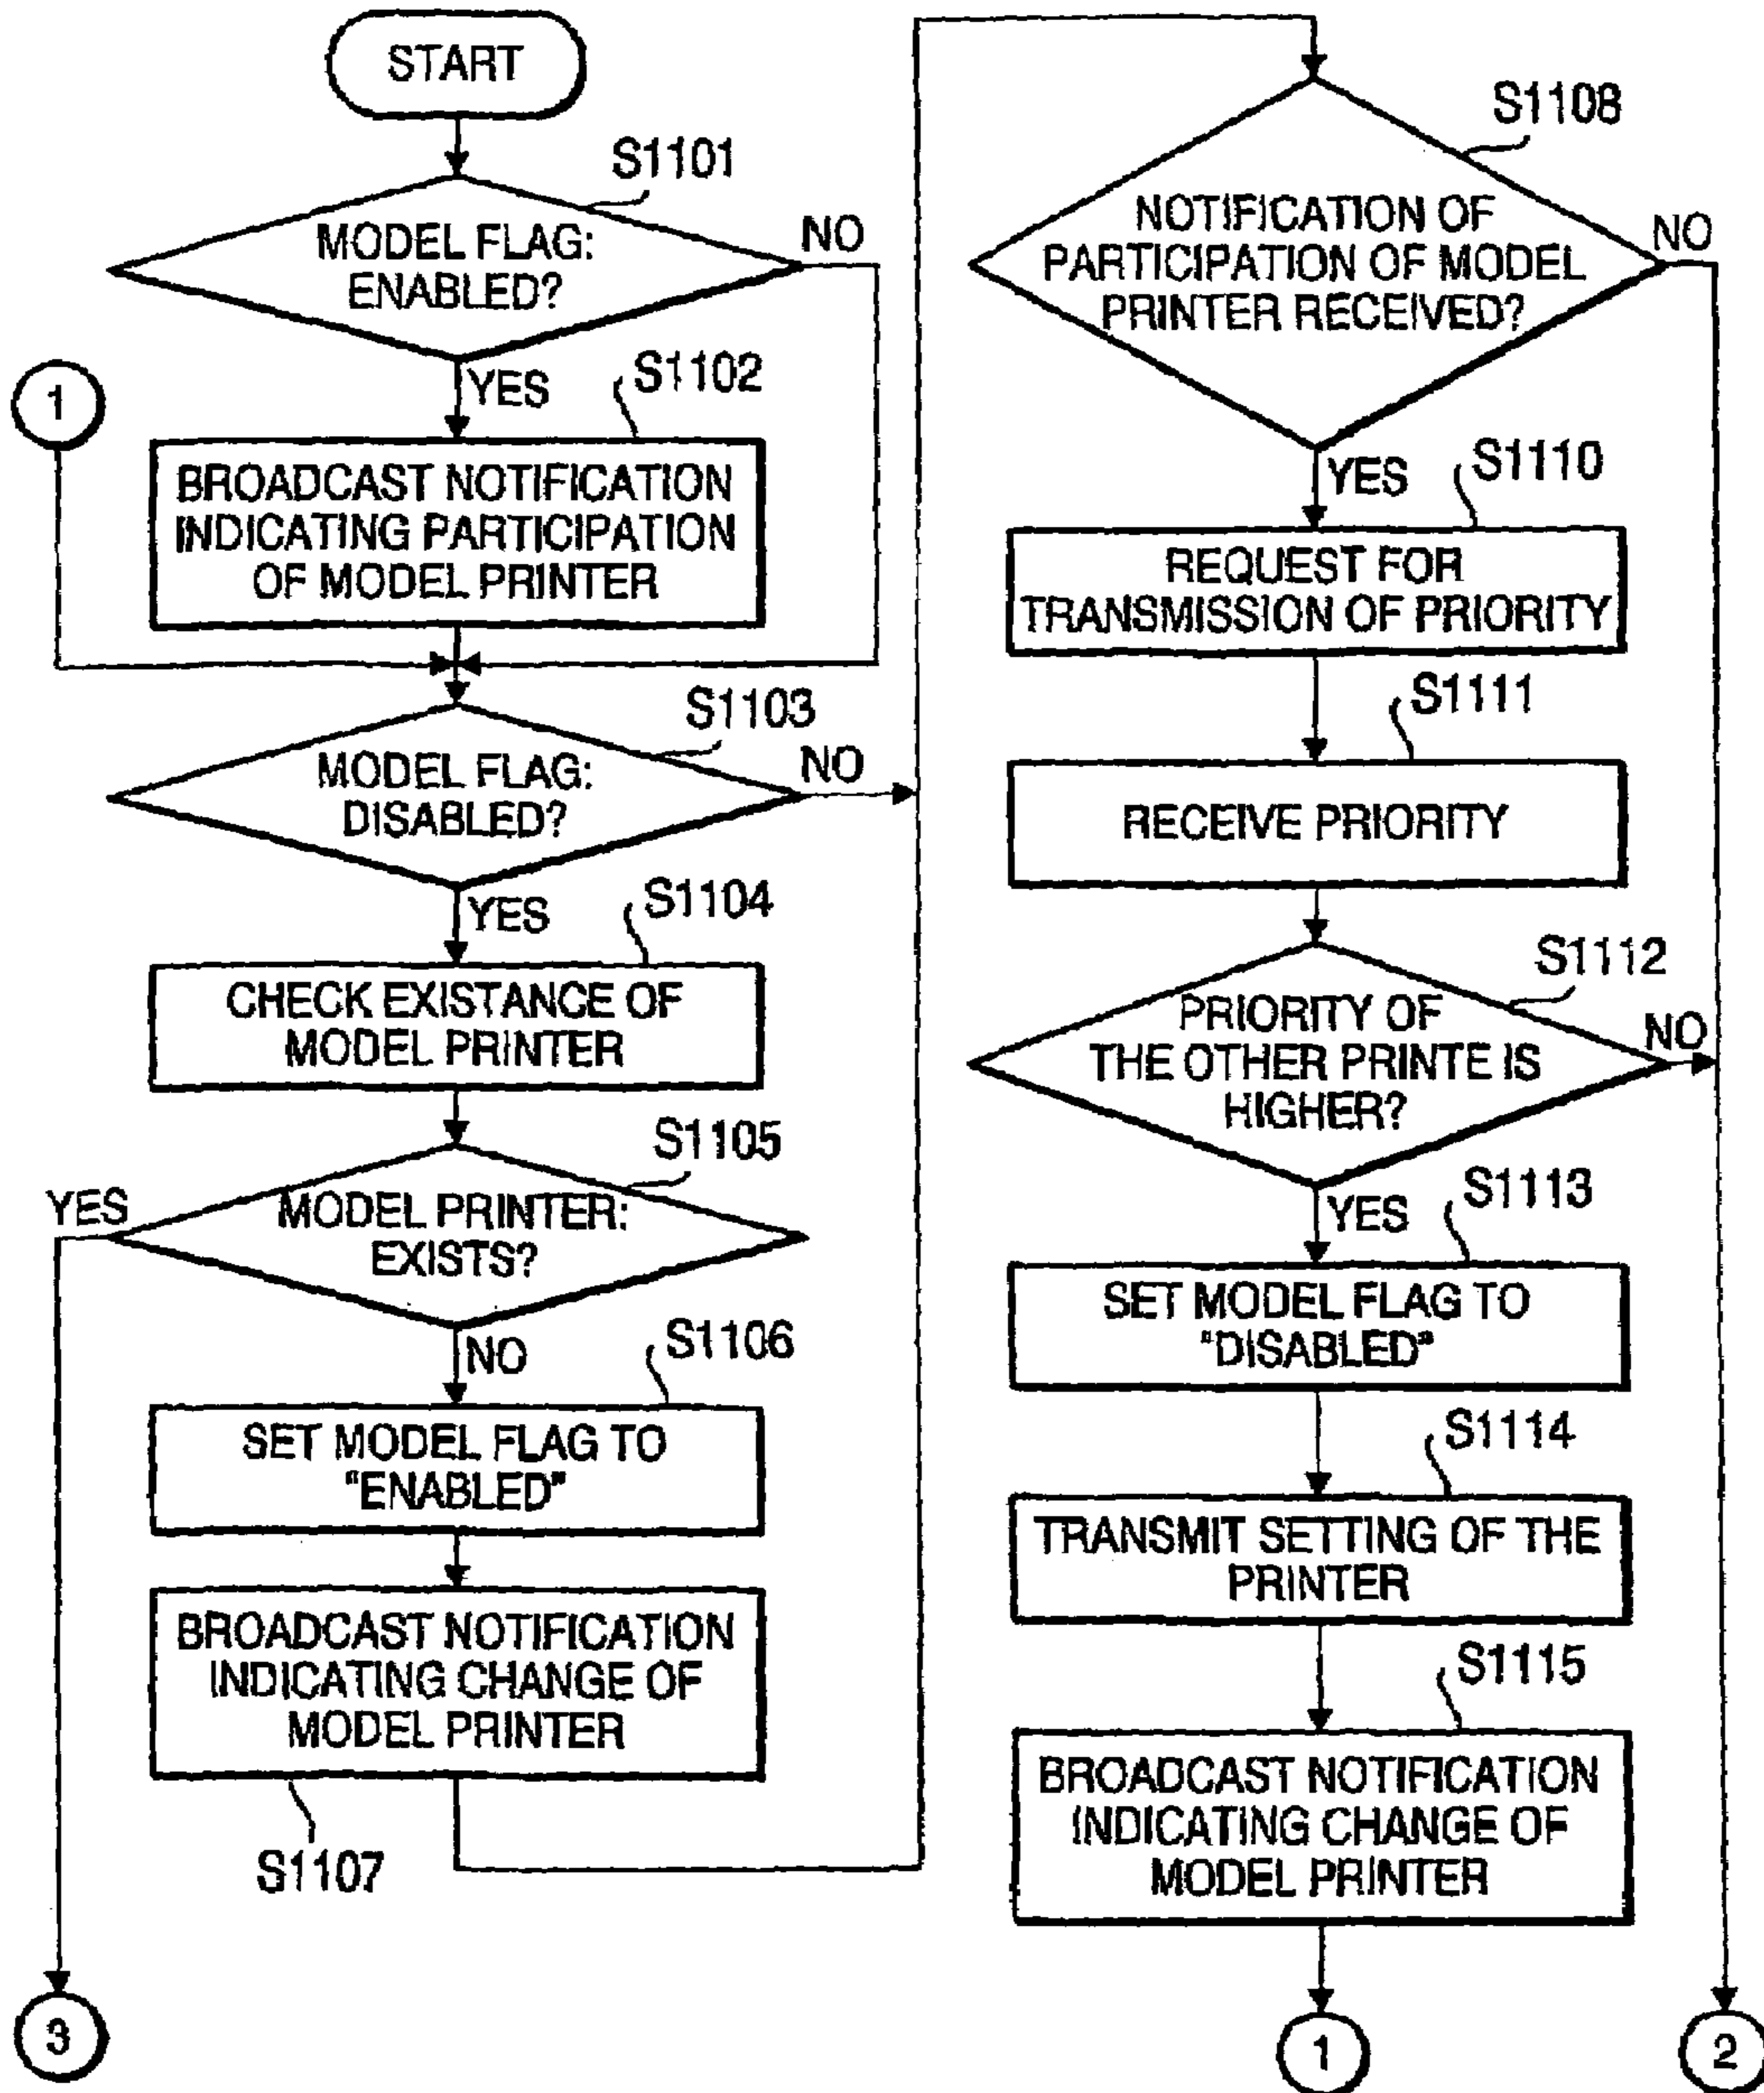 START
S1101
MODEL FLAG:
ENABLED?
NO
YES
1
S1102
BROADCAST NOTIFICATION
INDICATING PARTICIPATION
OF MODEL PRINTER
S1103
MODEL FLAG:
DISABLED?
NO
YES
S1104
CHECK EXISTANCE OF
MODEL PRINTER
S1105
YES
MODEL PRINTER:
EXISTS?
NO
S1106
SET MODEL FLAG TO
"ENABLED"
BROADCAST NOTIFICATION
INDICATING CHANGE OF
MODEL PRINTER
S1107
3
S1108
NOTIFICATION OF
PARTICIPATION OF MODEL
PRINTER RECEIVED?
NO
YES
S1110
REQUEST FOR
TRANSMISSION OF PRIORITY
S1111
RECEIVE PRIORITY
S1112
PRIORITY OF
THE OTHER PRINTE IS
HIGHER?
NO
YES
S1113
SET MODEL FLAG TO
"DISABLED"
S1114
TRANSMIT SETTING OF THE
PRINTER
S1115
BROADCAST NOTIFICATION
INDICATING CHANGE OF
MODEL PRINTER
1
2